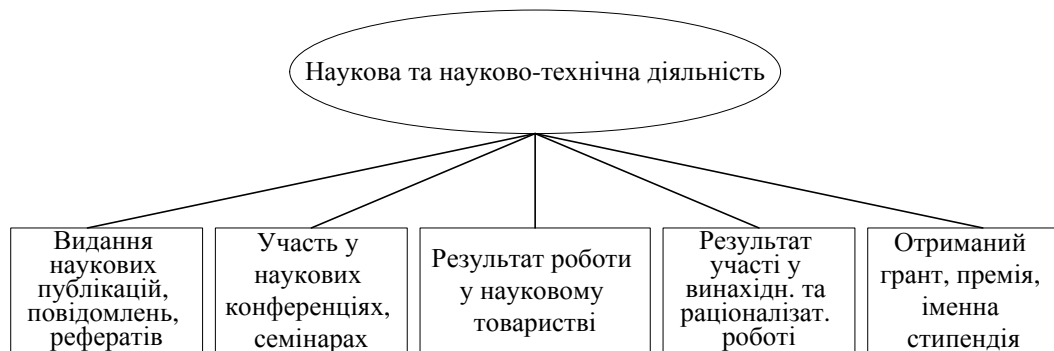 Наукова та науково-технічна діяльність
Видання
наукових
публікацій,
повідомлень,
рефератів
Участь у
наукових
конференціях,
семінарах
Результат роботи
у науковому
товаристві
Результат
участі у
винахідн. та
раціоналізат.
роботі
Отриманий
грант, премія,
іменна
стипендія